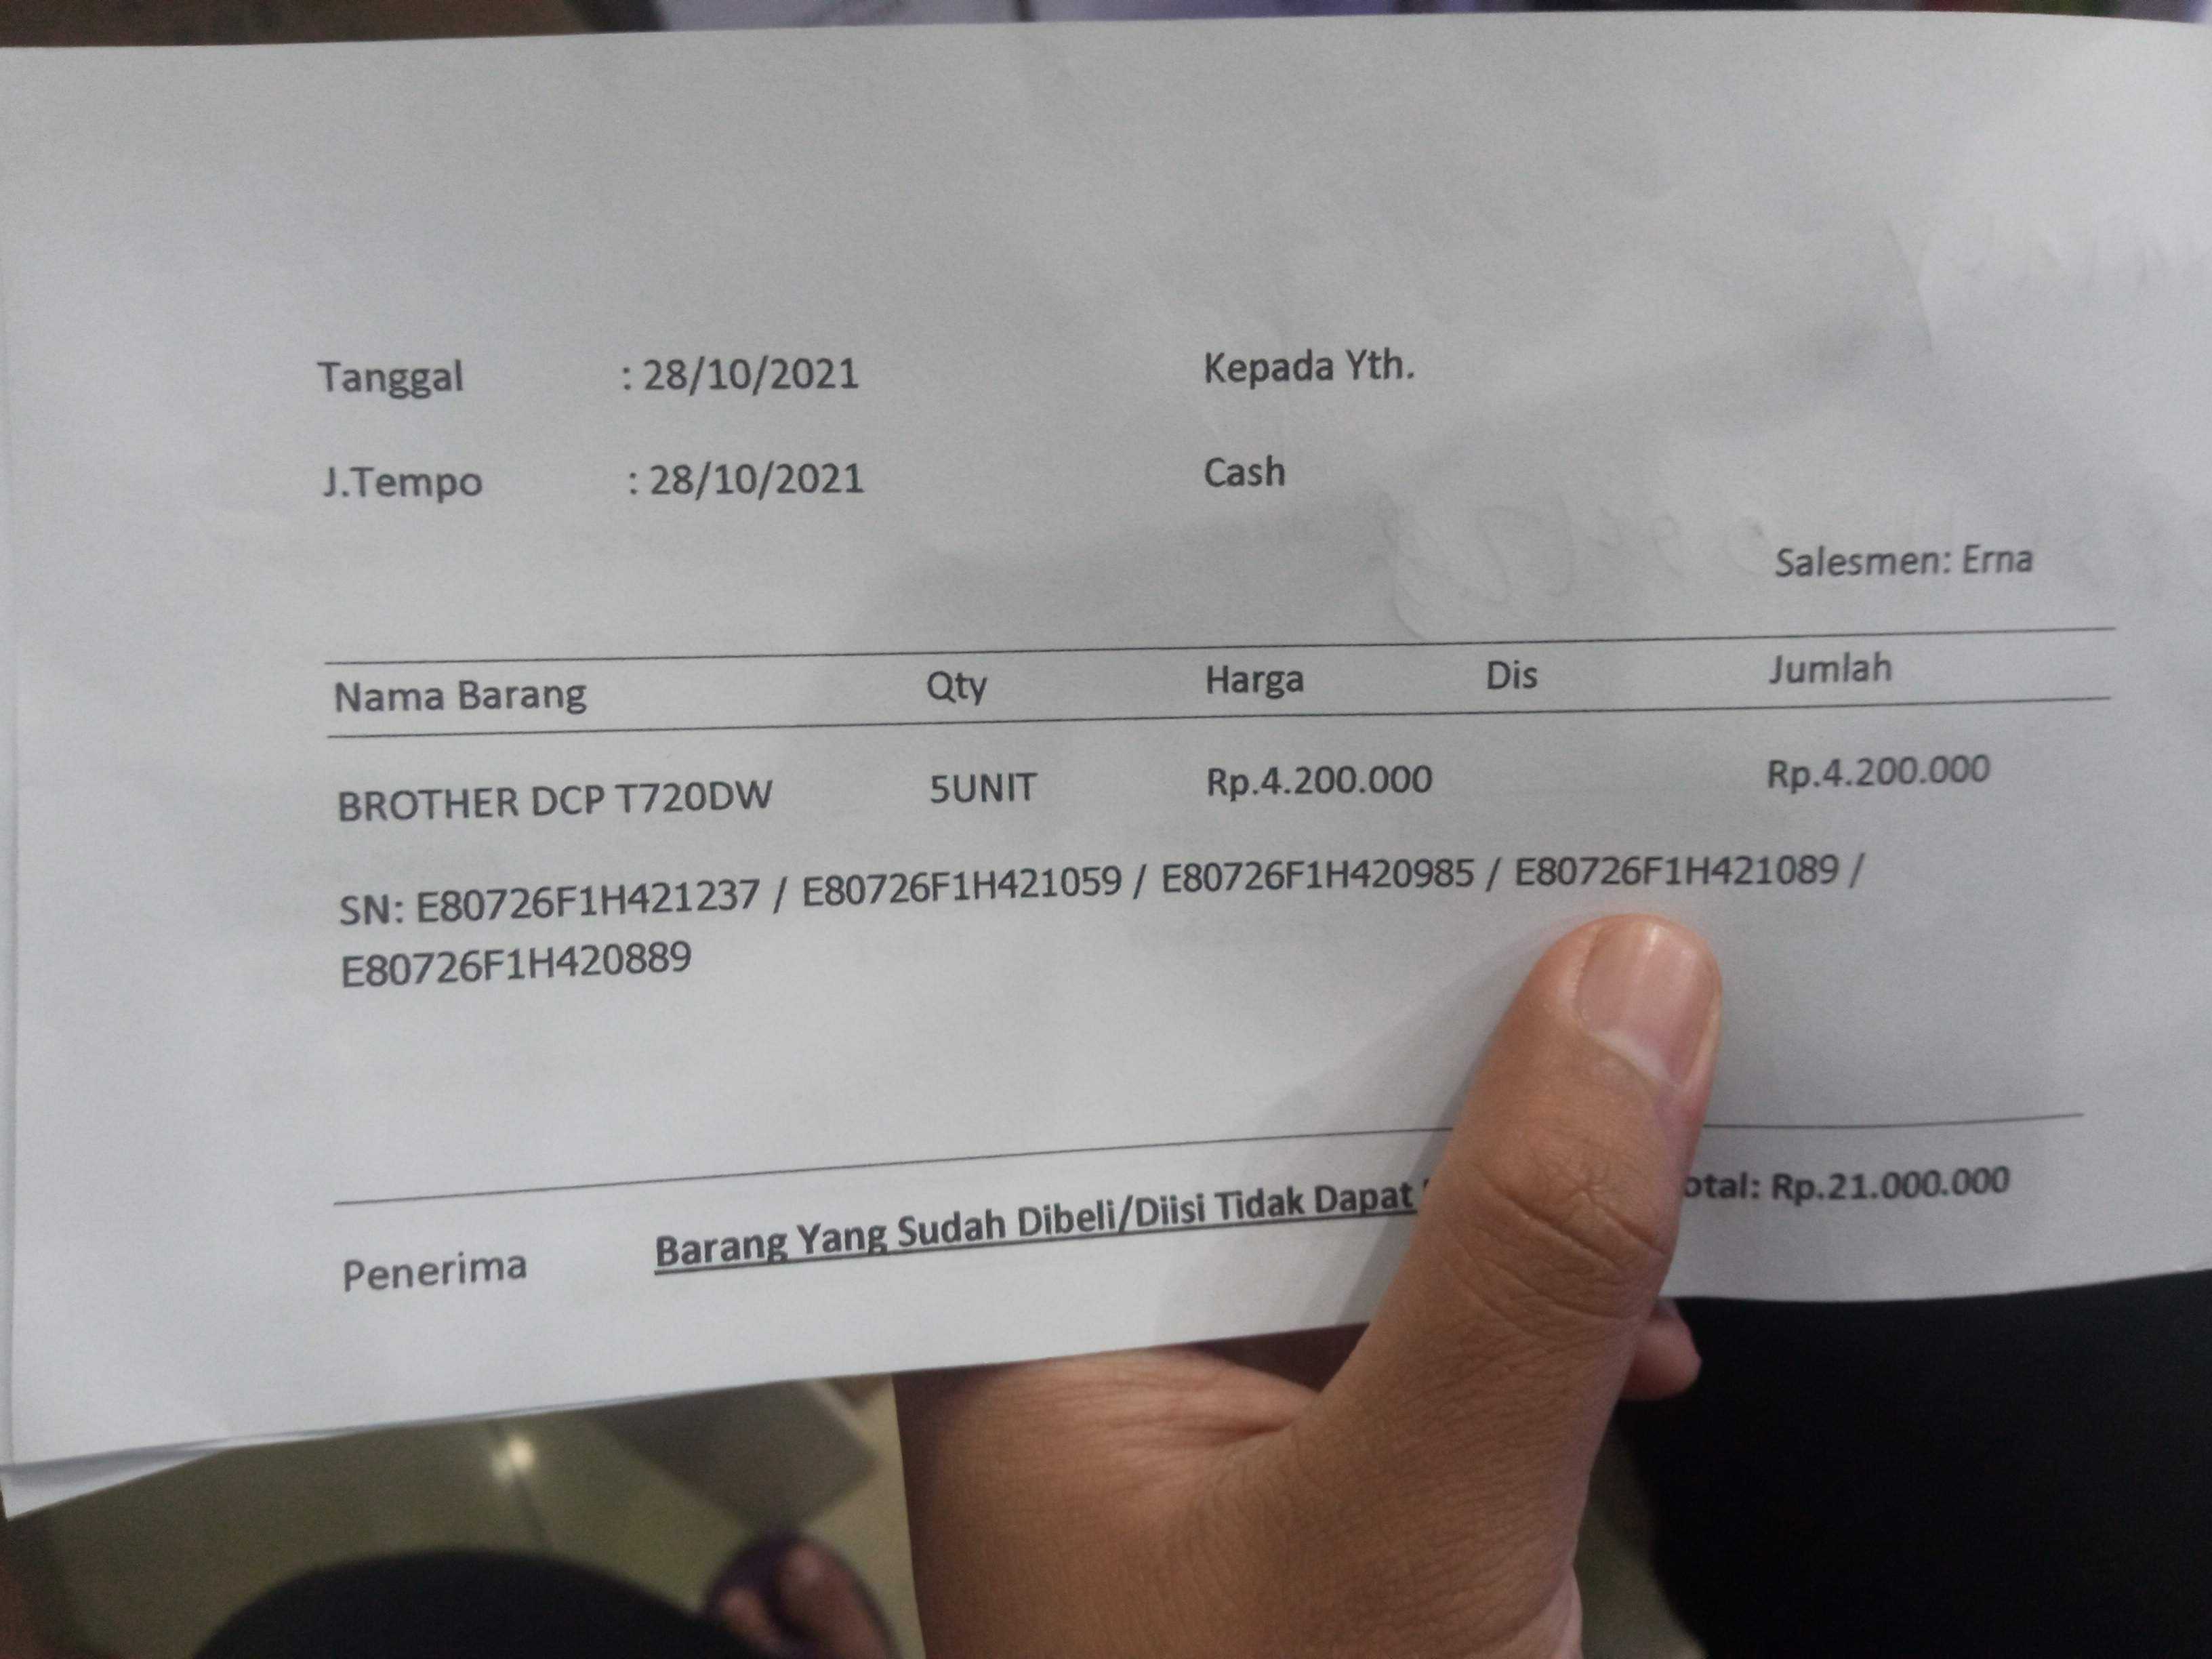 Tanggal : 28/10/2021 Kepada Yth.
J.Tempo : 28/10/2021 Cash
Salesmen: Erna
Nama Barang Qty Harga Dis Jumlah
BROTHER DCP T720DW 5UNIT Rp.4.200.000 Rp.4.200.000
SN: E80726F1H421237 / E80726F1H421059 / E80726F1H420985 / E80726F1H421089 /
E80726F1H420889
Penerima Barang Yang Sudah Dibeli/Diisi Tidak Dapat otal: Rp.21.000.000